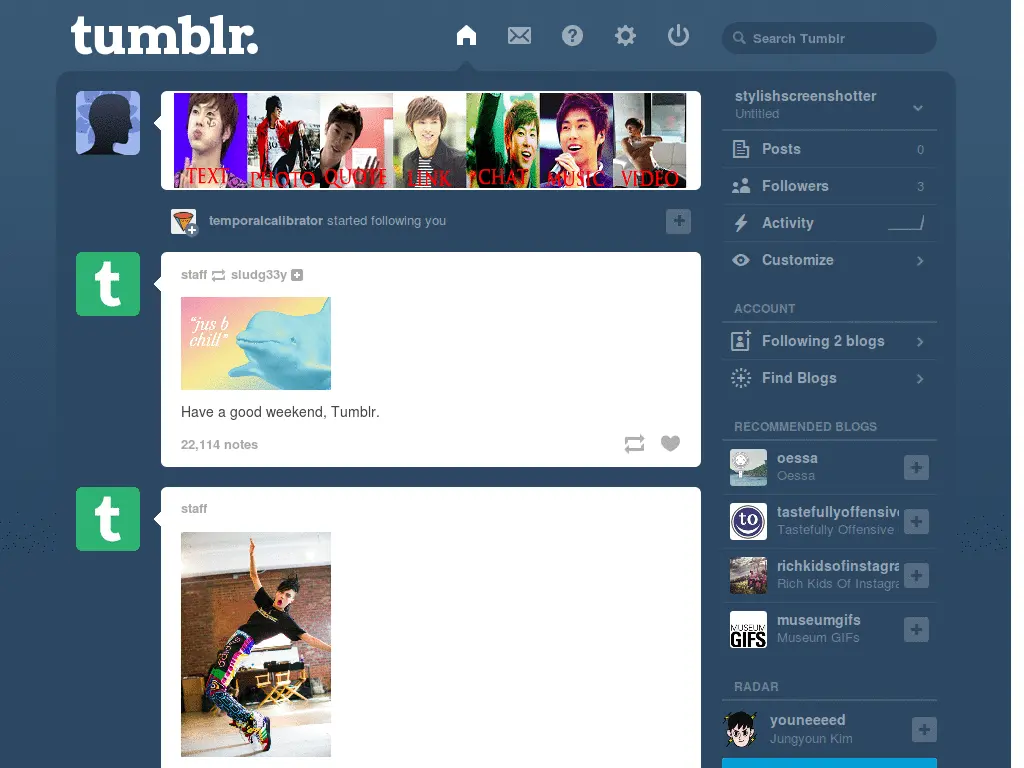 tumblr.
Search Tumblr
TEXT PHOTO QUOTE LINK CHAT MUSIC VIDEO
temporalcalibrator started following you
staff sludg33y
"jus b
chill"
Have a good weekend, Tumblr.
22,114 notes
staff
stylishscreenshotter
Untitled
Posts 0
Followers 3
Activity
Customize
ACCOUNT
Following 2 blogs
Find Blogs
RECOMMENDED BLOGS
oessa
Oessa
to
tastefullyoffensiv
Tastefully Offensive
richkidsofinstagra
Rich Kids Of Instagra
MUSEUM
GIFS
museumgifs
Museum GIFs
RADAR
youneeeed
Jungyoun Kim